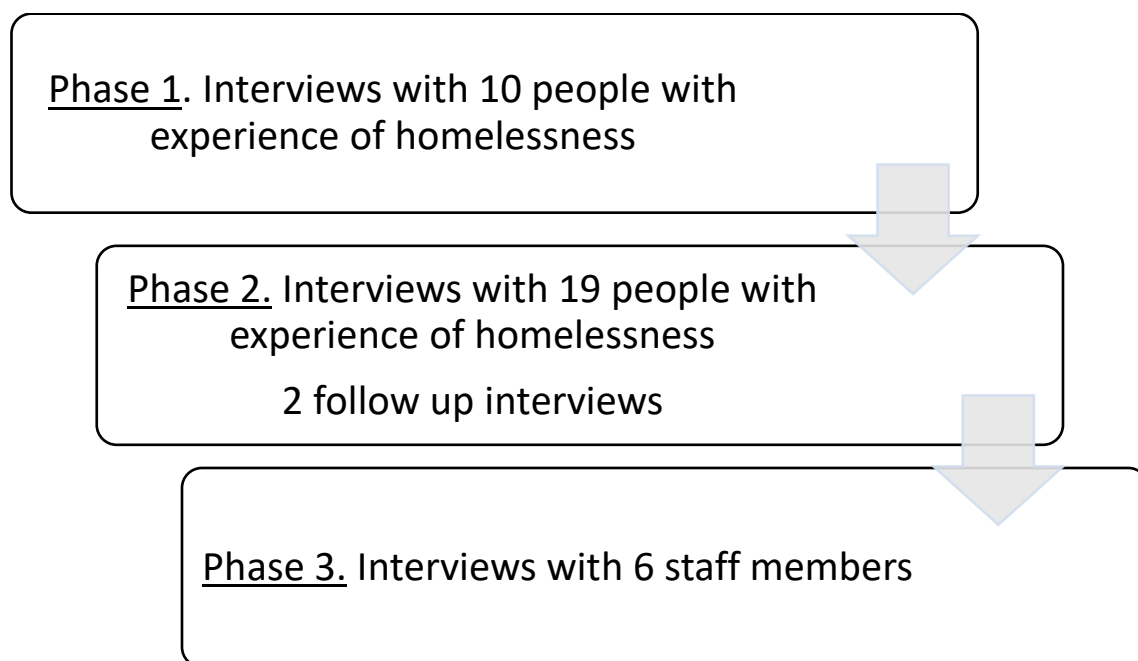 Phase 1. Interviews with 10 people with
experience of homelessness
Phase 2. Interviews with 19 people with
experience of homelessness
2 follow up interviews
Phase 3. Interviews with 6 staff members